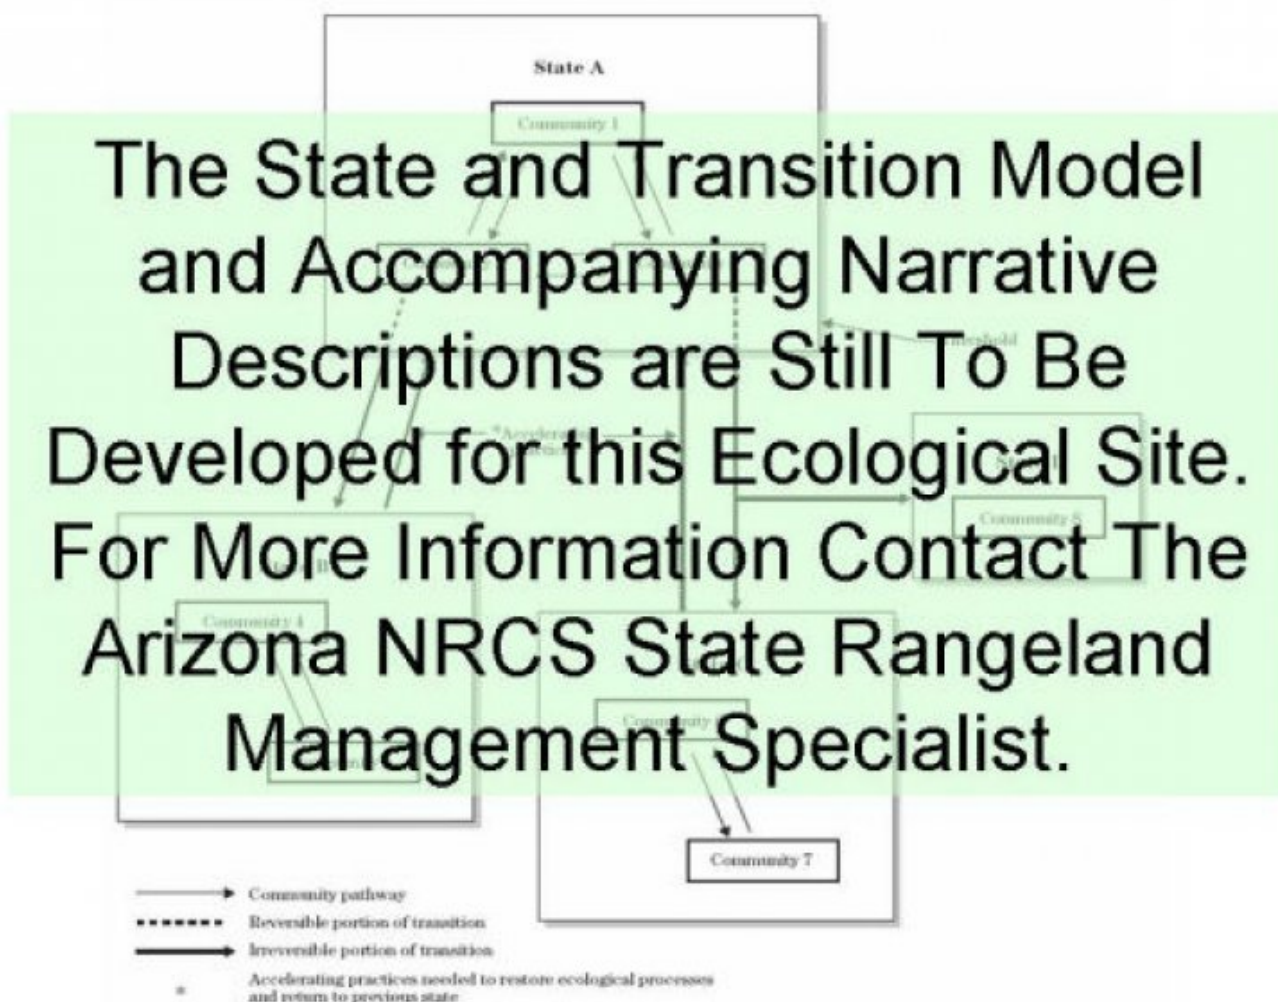 State A
Community 1
The State and Transition Model
and Accompanying Narrative
Descriptions are Still To Be
Developed for this Ecological Site.
For More Information Contact The
Arizona NRCS State Rangeland
Management Specialist.
Community 4
Community 7
Community pathway
Reversible portion of transition
Irreversible portion of transition
* Accelerating practices needed to restore ecological processes
and return to previous state